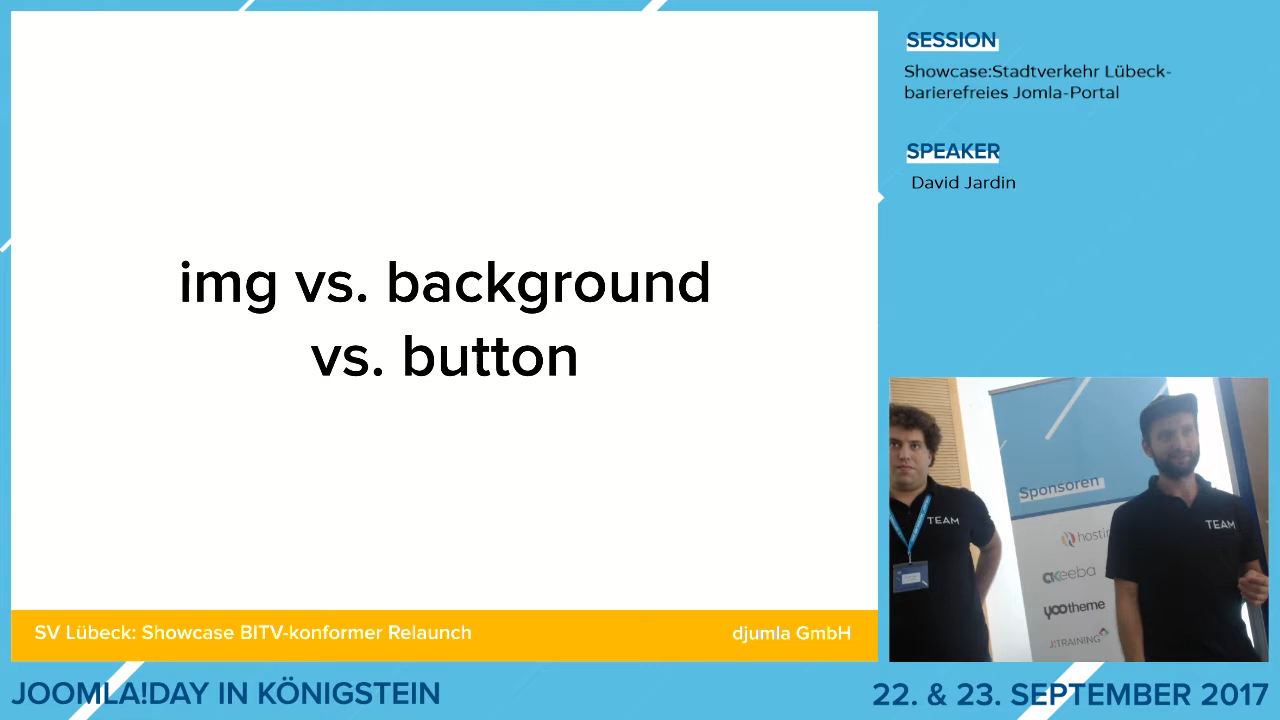 img vs. background
vs. button
SV Lübeck: Showcase BITV-konformer Relaunch
djumla GmbH
SESSION
Showcase:Stadtverkehr Lübeck-
barierefreies Jomla-Portal
SPEAKER
David Jardin
Sponsoren
TEAM
TEAM
akeeba
yootheme
J!TRAINING
JOOMLA!DAY IN KÖNIGSTEIN
22. & 23. SEPTEMBER 2017